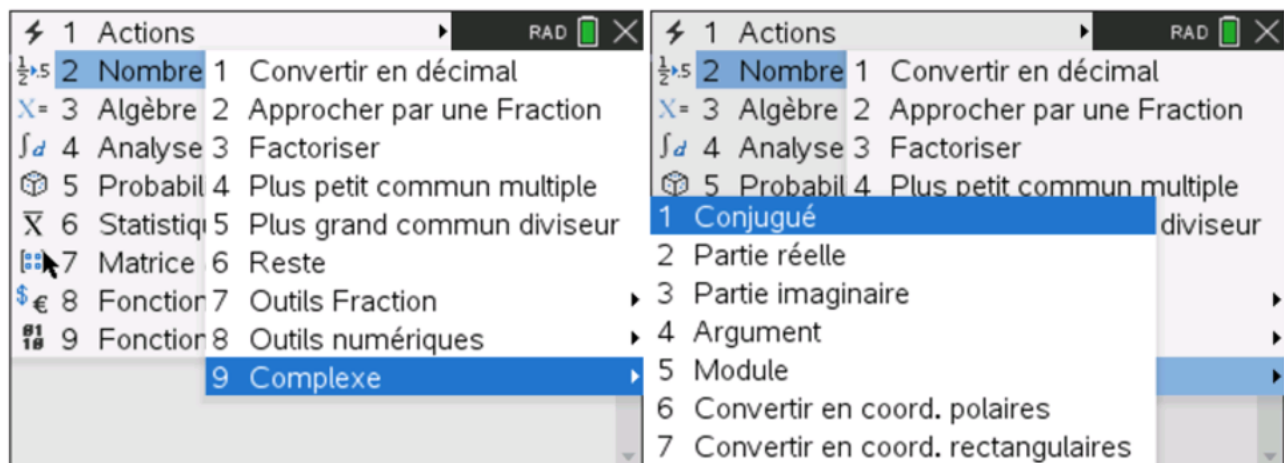 1 Actions
RAD
2 Nombre
3 Algèbre
4 Analyse
5 Probabil
6 Statistiq
7 Matrice
8 Fonction
9 Fonction
1 Convertir en décimal
2 Approcher par une Fraction
3 Factoriser
4 Plus petit commun multiple
5 Plus grand commun diviseur
6 Reste
7 Outils Fraction
8 Outils numériques
9 Complexe
1 Actions
RAD
2 Nombre
3 Algèbre
4 Analyse
5 Probabil
1 Convertir en décimal
2 Approcher par une Fraction
3 Factoriser
4 Plus petit commun multiple
diviseur
1 Conjugué
2 Partie réelle
3 Partie imaginaire
4 Argument
5 Module
6 Convertir en coord. polaires
7 Convertir en coord. rectangulaires